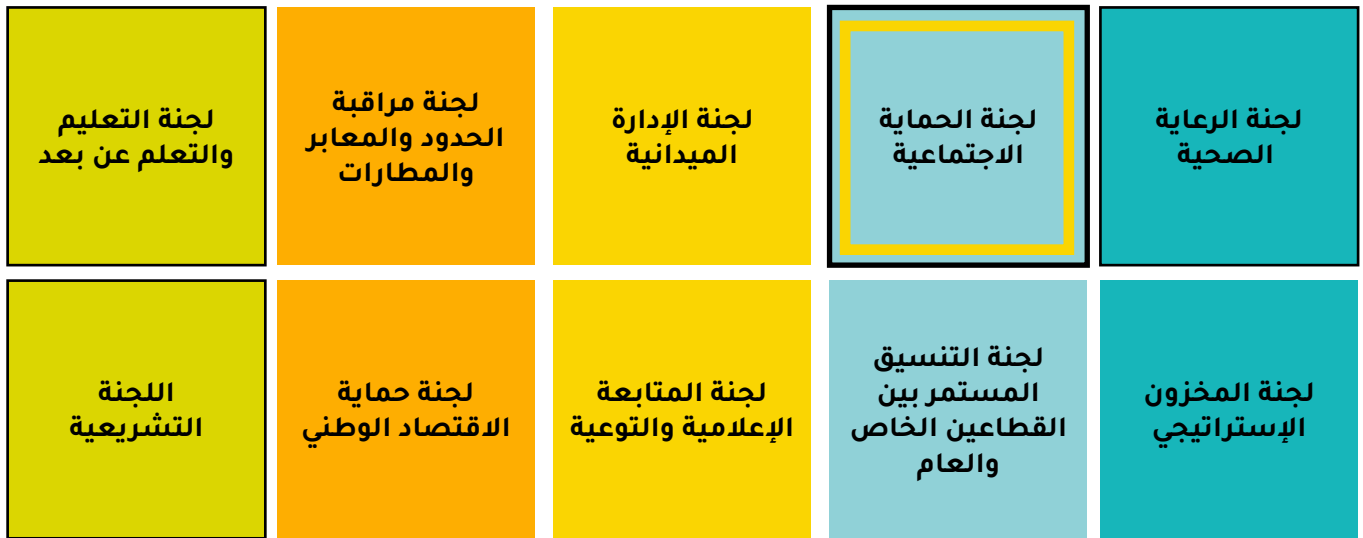 لجنة الرعاية
الصحية
لجنة الحماية
الاجتماعية
لجنة الإدارة
الميدانية
لجنة مراقبة
الحدود والمعابر
والمطارات
لجنة التعليم
والتعلم عن بعد
لجنة المخزون
الإستراتيجي
لجنة التنسيق
المستمر بين
القطاعين الخاص
والعام
لجنة المتابعة
الإعلامية والتوعية
لجنة حماية
الاقتصاد الوطني
اللجنة
التشريعية